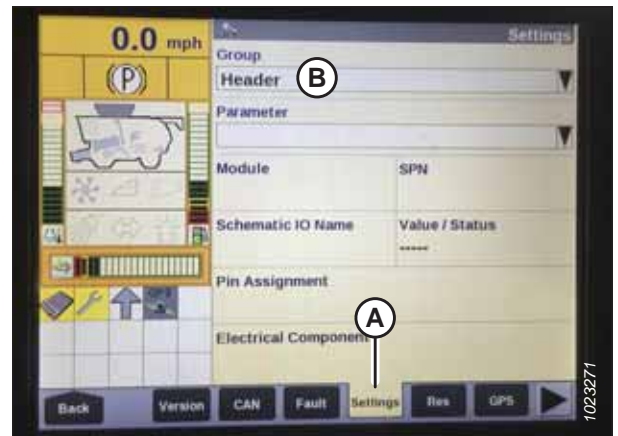 0.0 mph
Settings
Group
(P)
Header
B
Parameter
Module
SPN
Schematic IO Name
Value / Status
-----
Pin Assignment
A
Electrical Component
Back
Version
CAN
Fault
Settings
Res
GPS
1023271